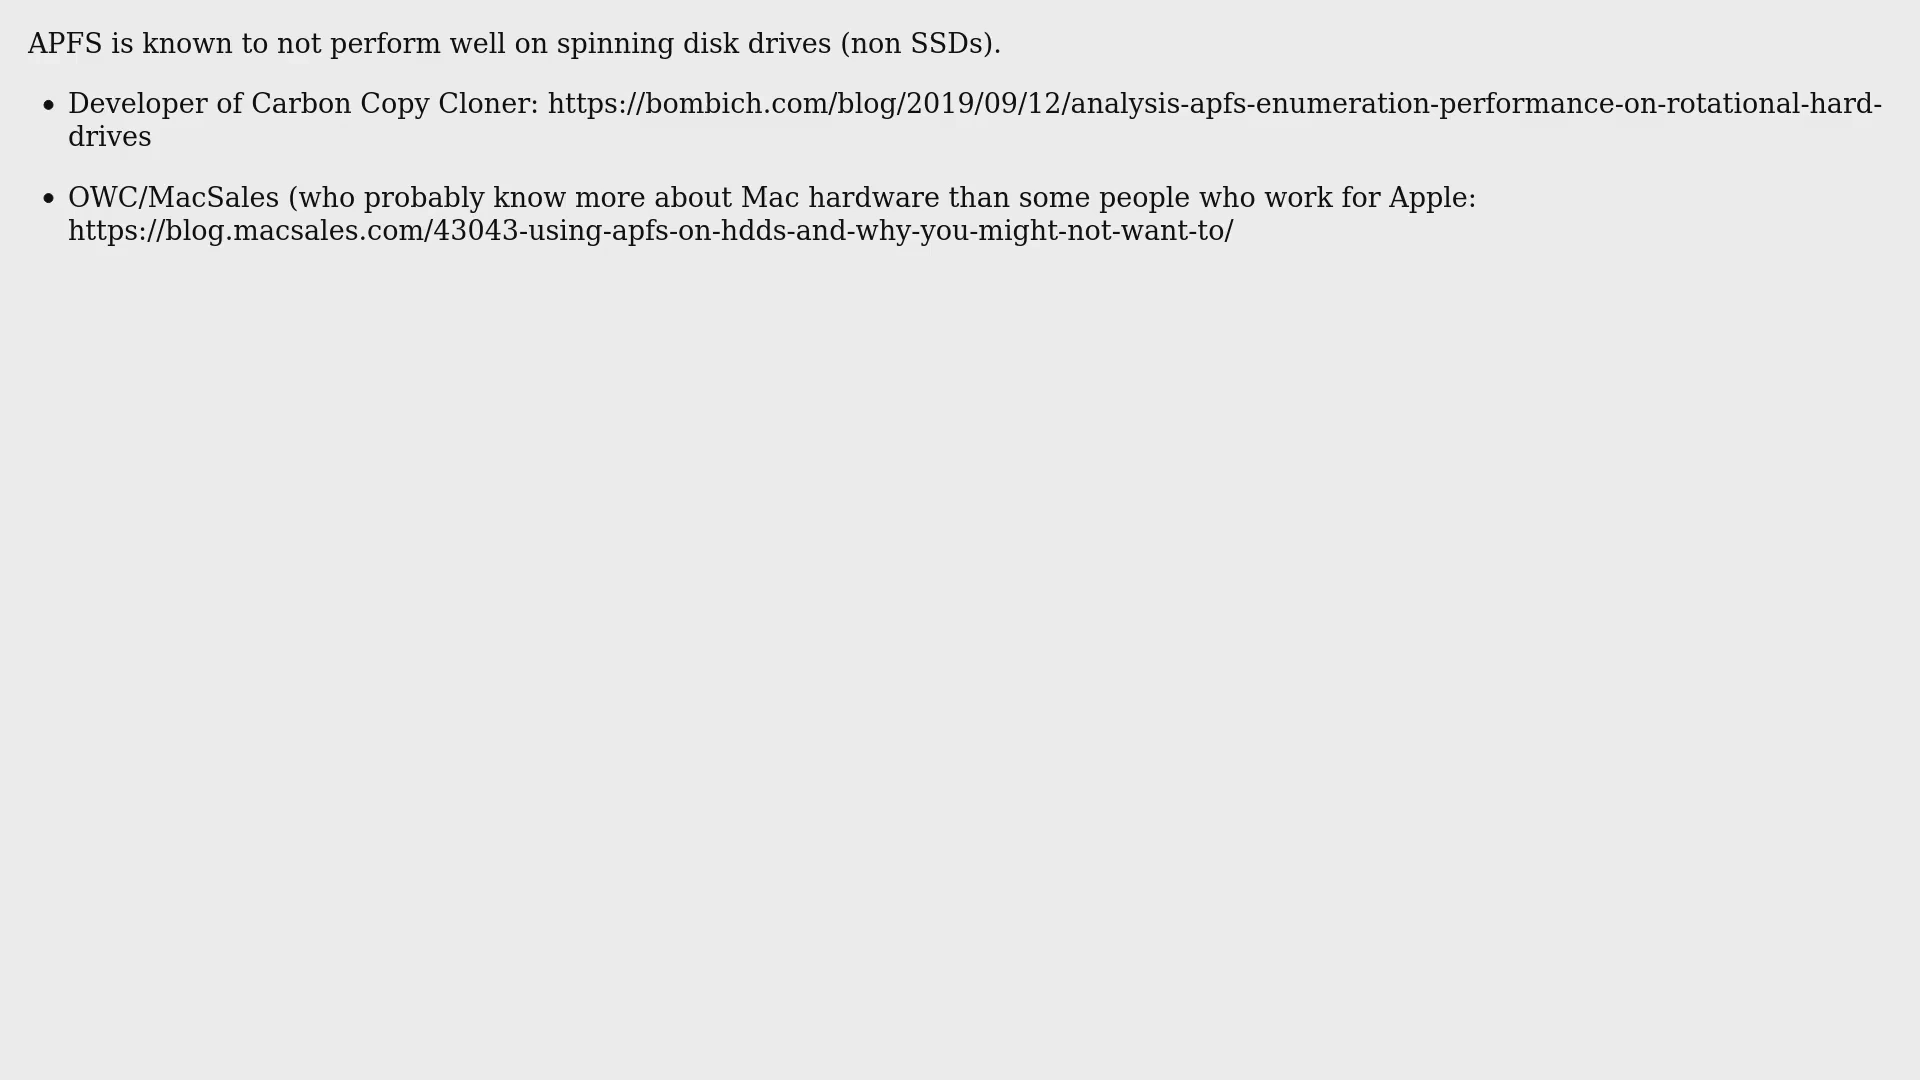 APFS is known to not perform well on spinning disk drives (non SSDs).
• Developer of Carbon Copy Cloner: https://bombich.com/blog/2019/09/12/analysis-apfs-enumeration-performance-on-rotational-hard-
drives
• OWC/MacSales (who probably know more about Mac hardware than some people who work for Apple:
https://blog.macsales.com/43043-using-apfs-on-hdds-and-why-you-might-not-want-to/